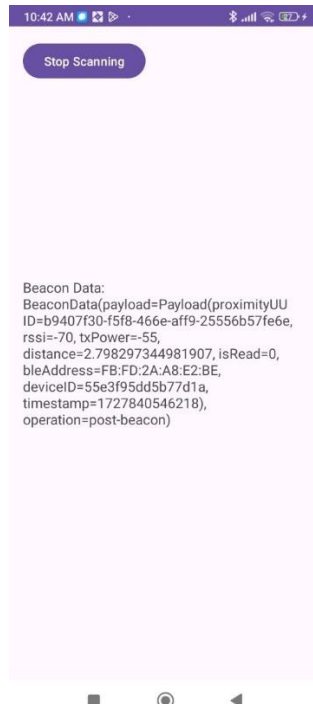 10:42 AM
Stop Scanning
Beacon Data:
BeaconData(payload=Payload(proximityUU
ID=b9407f30-f5f8-466e-aff9-25556b57fe6e,
rssi=-70, txPower=-55,
distance=2.798297344981907, isRead=0,
bleAddress=FB:FD:2A:A8:E2:BE,
deviceID=55e3f95dd5b77d1a,
timestamp=1727840546218),
operation=post-beacon)